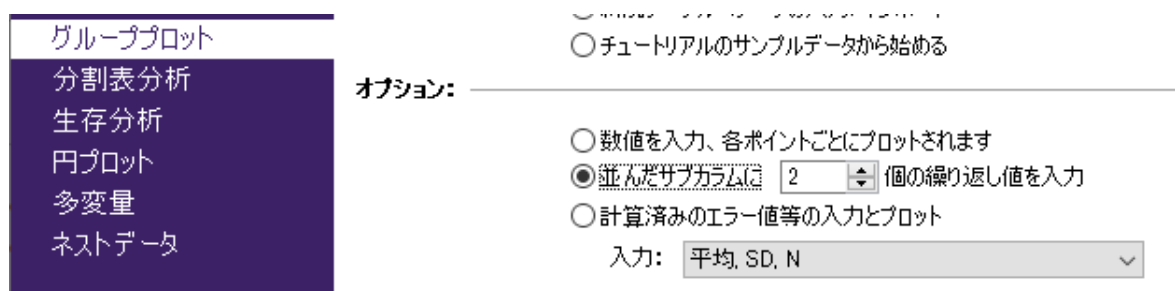 グループプロット
分割表分析
生存分析
円プロット
多変量
ネストデータ
チュートリアルのサンプルデータから始める
オプション:
数値を入力、各ポイントごとにプロットされます
並んだサブカラムに 2 個の繰り返し値を入力
計算済みのエラー値等の入力とプロット
入力: 平均, SD, N